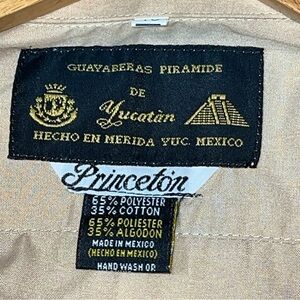 GUAYABERAS PIRAMIDE
DE
Yucatán
HECHO EN MERIDA YUC. MEXICO
Princeton
65% POLYESTER
35% COTTON
65% POLIESTER
35% ALGODON
MADE IN MEXICO
(HECHO EN MEXICO)
HAND WASH OR